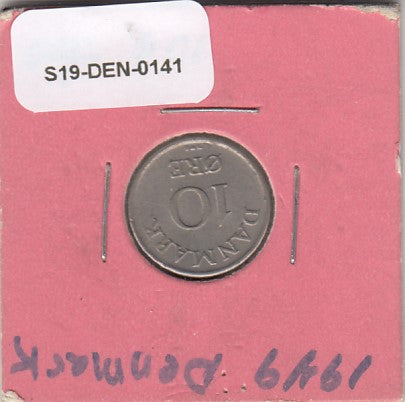 S19-DEN-0141
DANMARK
10
ØRE
1949 Denmark